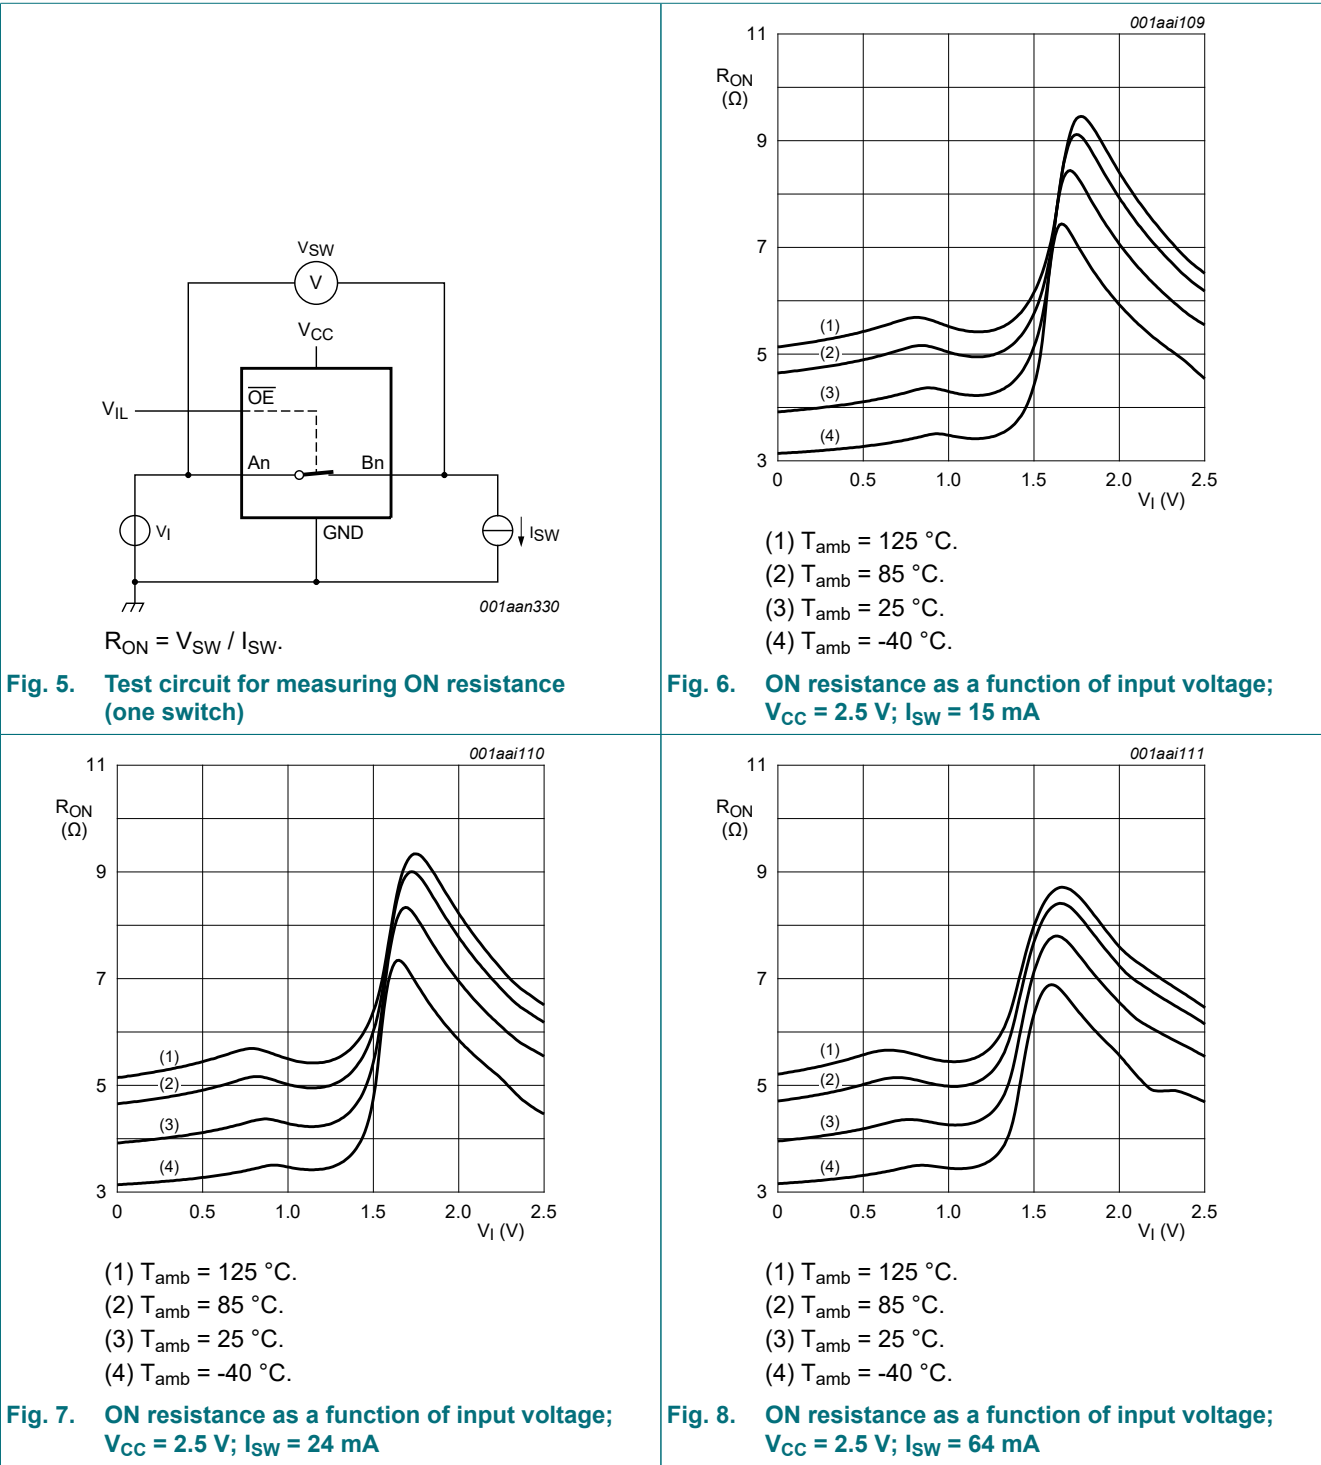 VSW
V
VCC
OE
VIL
An
Bn
VI
GND
ISW
001aan330
RON = VSW / ISW.
Fig. 5. Test circuit for measuring ON resistance
(one switch)
001aai109
11
RON
(Ω)
9
7
(1)
5
(2)
(3)
(4)
3
0 0.5 1.0 1.5 2.0 2.5
VI (V)
(1) Tamb = 125 °C.
(2) Tamb = 85 °C.
(3) Tamb = 25 °C.
(4) Tamb = -40 °C.
Fig. 6. ON resistance as a function of input voltage;
VCC = 2.5 V; ISW = 15 mA
001aai110
11
RON
(Ω)
9
7
(1)
5
(2)
(3)
(4)
3
0 0.5 1.0 1.5 2.0 2.5
VI (V)
(1) Tamb = 125 °C.
(2) Tamb = 85 °C.
(3) Tamb = 25 °C.
(4) Tamb = -40 °C.
Fig. 7. ON resistance as a function of input voltage;
VCC = 2.5 V; ISW = 24 mA
001aai111
11
RON
(Ω)
9
7
(1)
5
(2)
(3)
(4)
3
0 0.5 1.0 1.5 2.0 2.5
VI (V)
(1) Tamb = 125 °C.
(2) Tamb = 85 °C.
(3) Tamb = 25 °C.
(4) Tamb = -40 °C.
Fig. 8. ON resistance as a function of input voltage;
VCC = 2.5 V; ISW = 64 mA